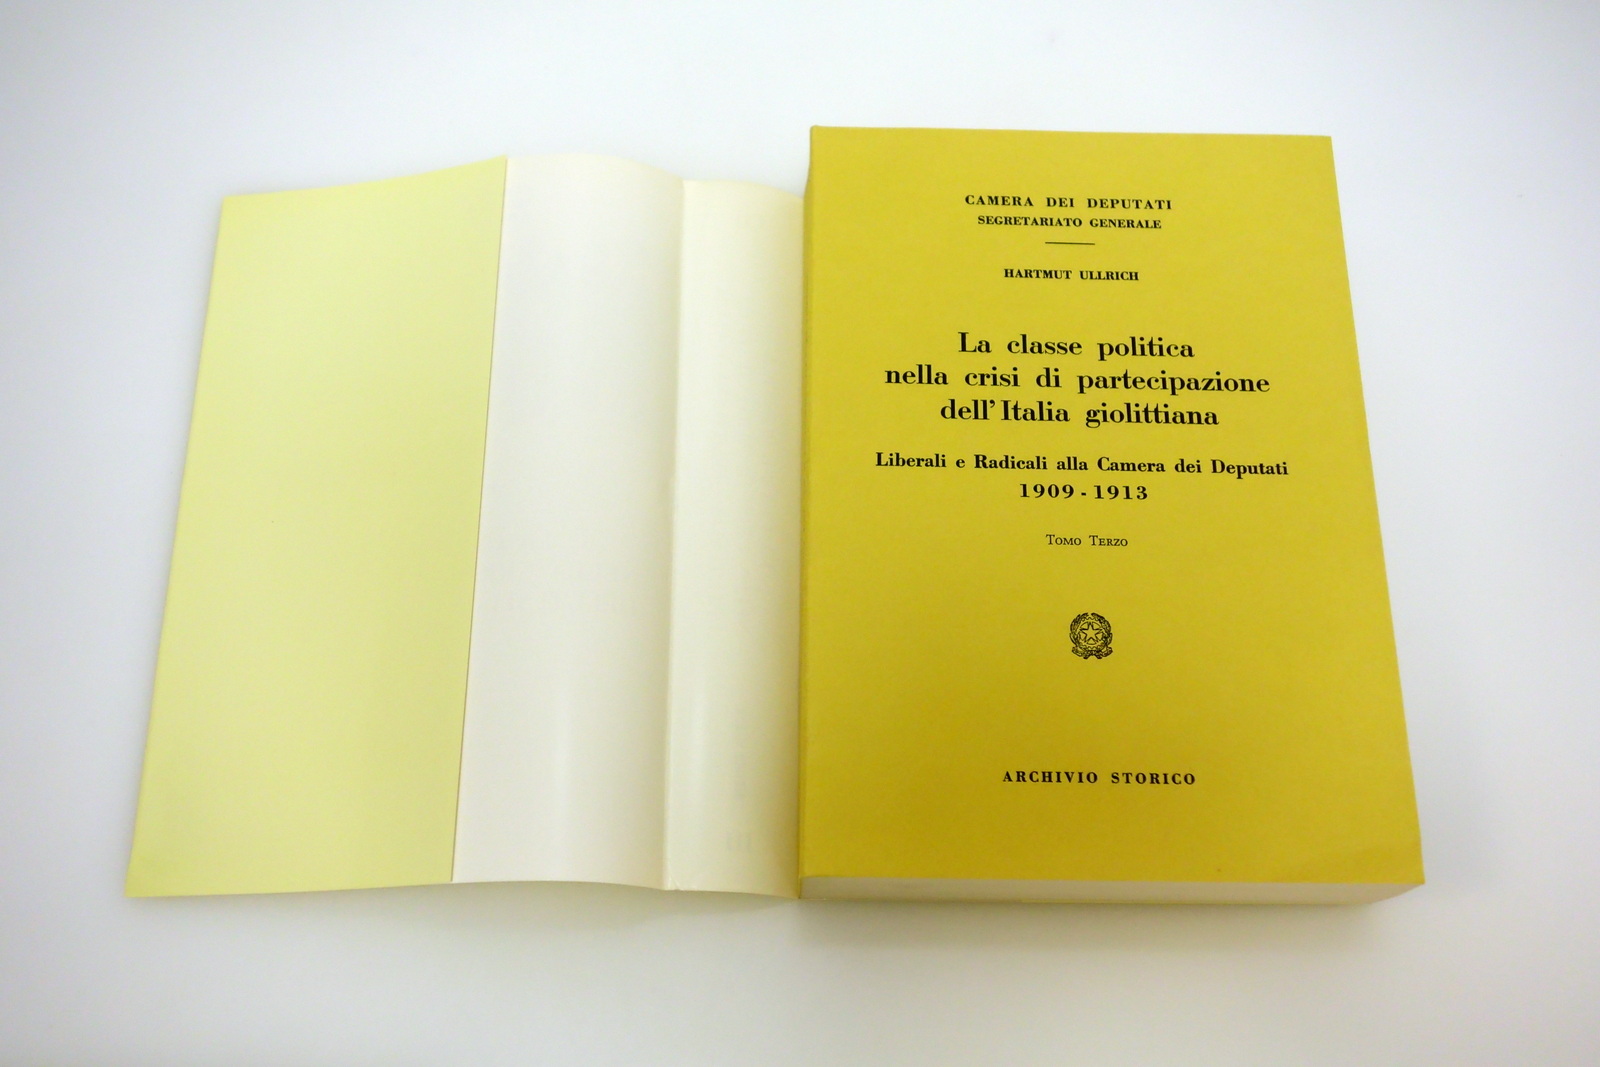 CAMERA DEI DEPUTATI
SEGRETARIATO GENERALE
HARTMUT ULLRICH
La classe politica
nella crisi di partecipazione
dell'Italia giolittiana
Liberali e Radicali alla Camera dei Deputati
1909 - 1913
TOMO TERZO
ARCHIVIO STORICO